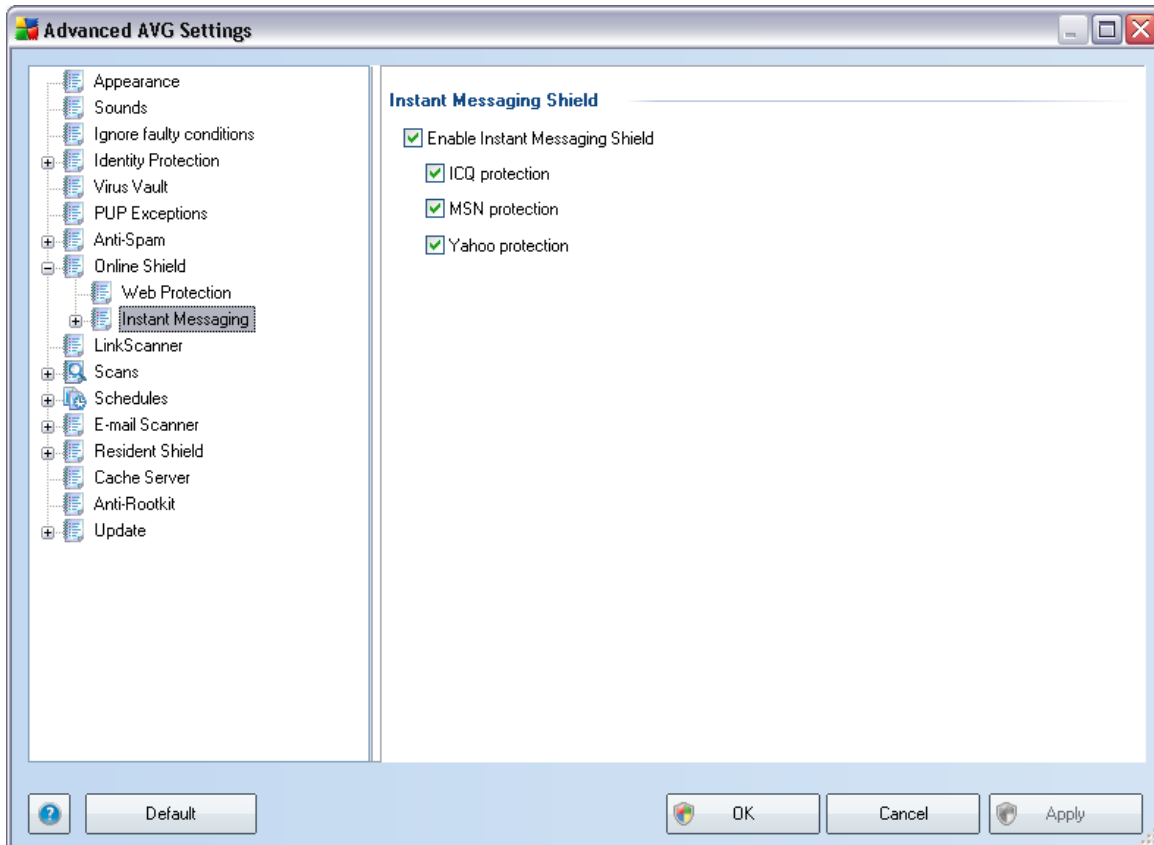 Advanced AVG Settings
Appearance
Sounds
Ignore faulty conditions
Identity Protection
Virus Vault
PUP Exceptions
Anti-Spam
Online Shield
Web Protection
Instant Messaging
LinkScanner
Scans
Schedules
E-mail Scanner
Resident Shield
Cache Server
Anti-Rootkit
Update
Instant Messaging Shield
Enable Instant Messaging Shield
ICQ protection
MSN protection
Yahoo protection
? Default OK Cancel Apply